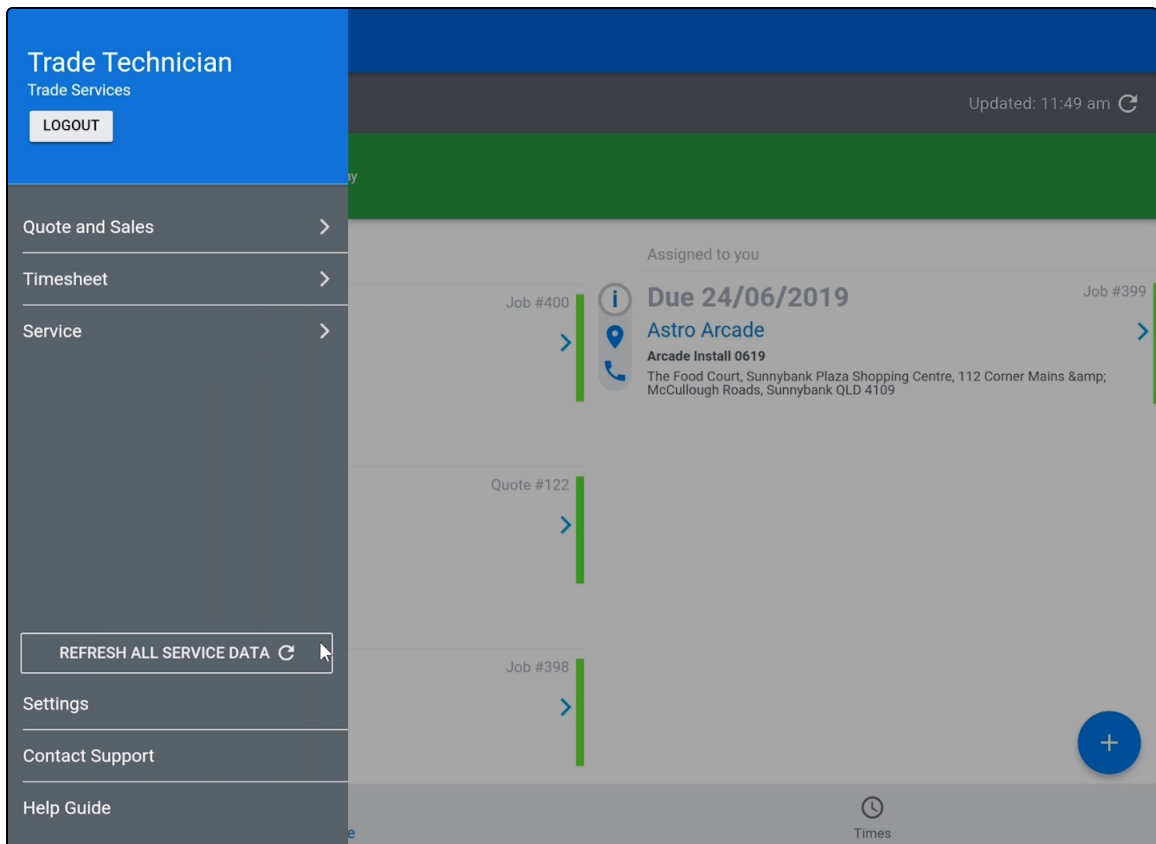 Trade Technician
Trade Services
LOGOUT
Quote and Sales
Timesheet
Service
REFRESH ALL SERVICE DATA
Settings
Contact Support
Help Guide
Updated: 11:49 am
ay
Job #400
Quote #122
Job #398
Assigned to you
Due 24/06/2019
Job #399
Astro Arcade
Arcade Install 0619
The Food Court, Sunnybank Plaza Shopping Centre, 112 Corner Mains &amp;
McCullough Roads, Sunnybank QLD 4109
e
Times